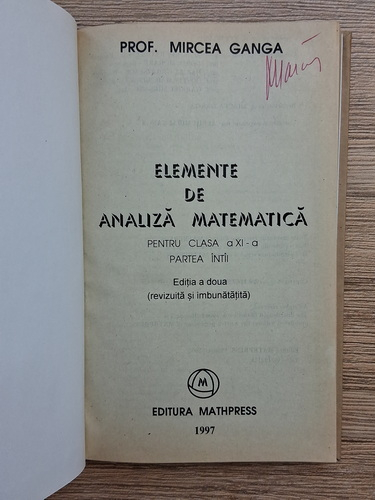 PROF. MIRCEA GANGA
ELEMENTE
DE
ANALIZĂ MATEMATICĂ
PENTRU CLASA a XI - a
PARTEA ÎNTÎI
Ediția a doua
(revizuită și imbunătățită)
M
EDITURA MATHPRESS
1997